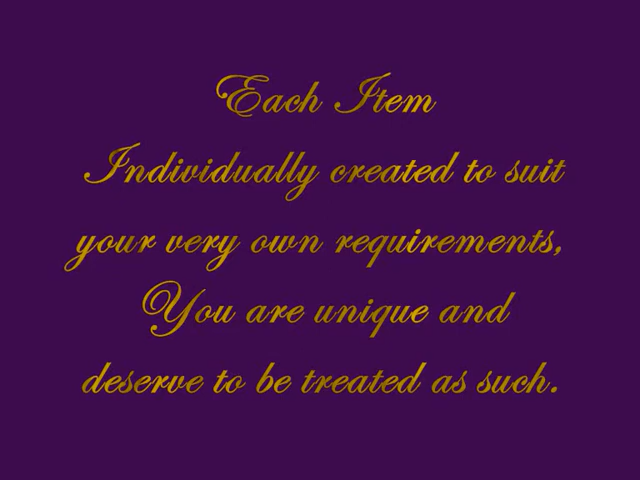 Each Item
Individually created to suit
your very own requirements,
You are unique and
deserve to be treated as such.